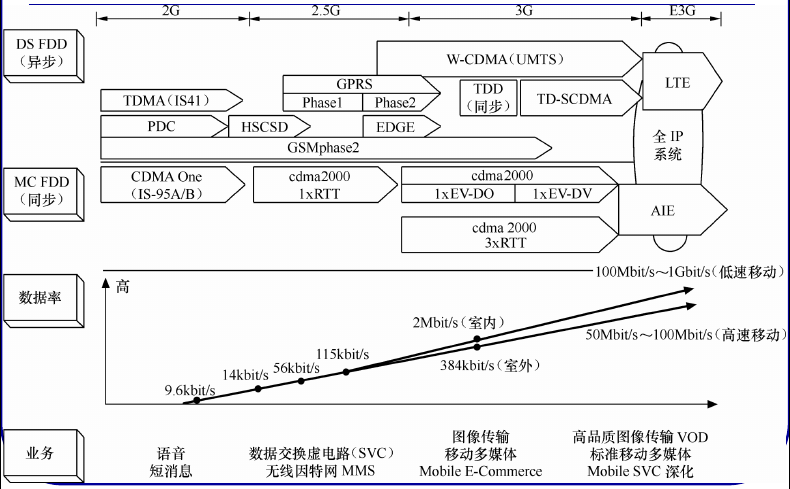 2G 2.5G 3G E3G
DS FDD
（异步）
W-CDMA(UMTS)
LTE
GPRS
Phase1 Phase2
TDD
（同步）
TD-SCDMA
TDMA(IS41)
PDC
HSCSD
EDGE
GSMphase2
全 IP
系统
MC FDD
（同步）
CDMA One
(IS-95A/B)
cdma2000
1xRTT
cdma2000
1xEV-DO 1xEV-DV
AIE
cdma 2000
3xRTT
数据率
高
100Mbit/s～1Gbit/s（低速移动）
2Mbit/s（室内）
50Mbit/s～100Mbit/s（高速移动）
115kbit/s
384kbit/s（室外）
56kbit/s
14kbit/s
9.6kbit/s
业务
语音
短消息
数据交换虚电路（SVC）
无线因特网 MMS
图像传输
移动多媒体
Mobile E-Commerce
高品质图像传输 VOD
标准移动多媒体
Mobile SVC 深化